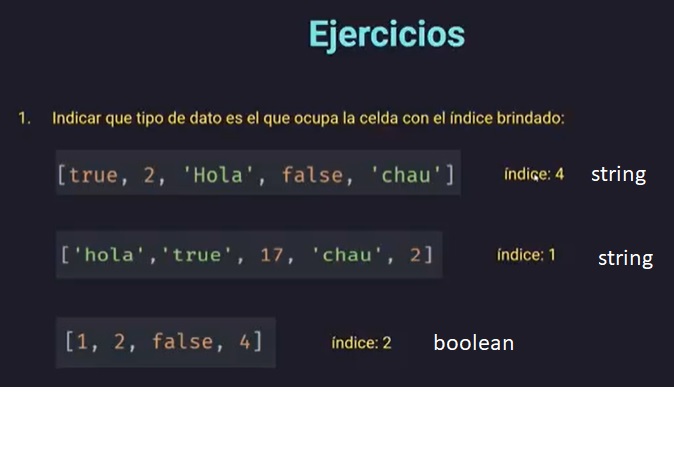 Ejercicios
1. Indicar que tipo de dato es el que ocupa la celda con el índice brindado:
[true, 2, 'Hola', false, 'chau'] índice: 4 string
['hola','true', 17, 'chau', 2] índice: 1 string
[1, 2, false, 4] índice: 2 boolean